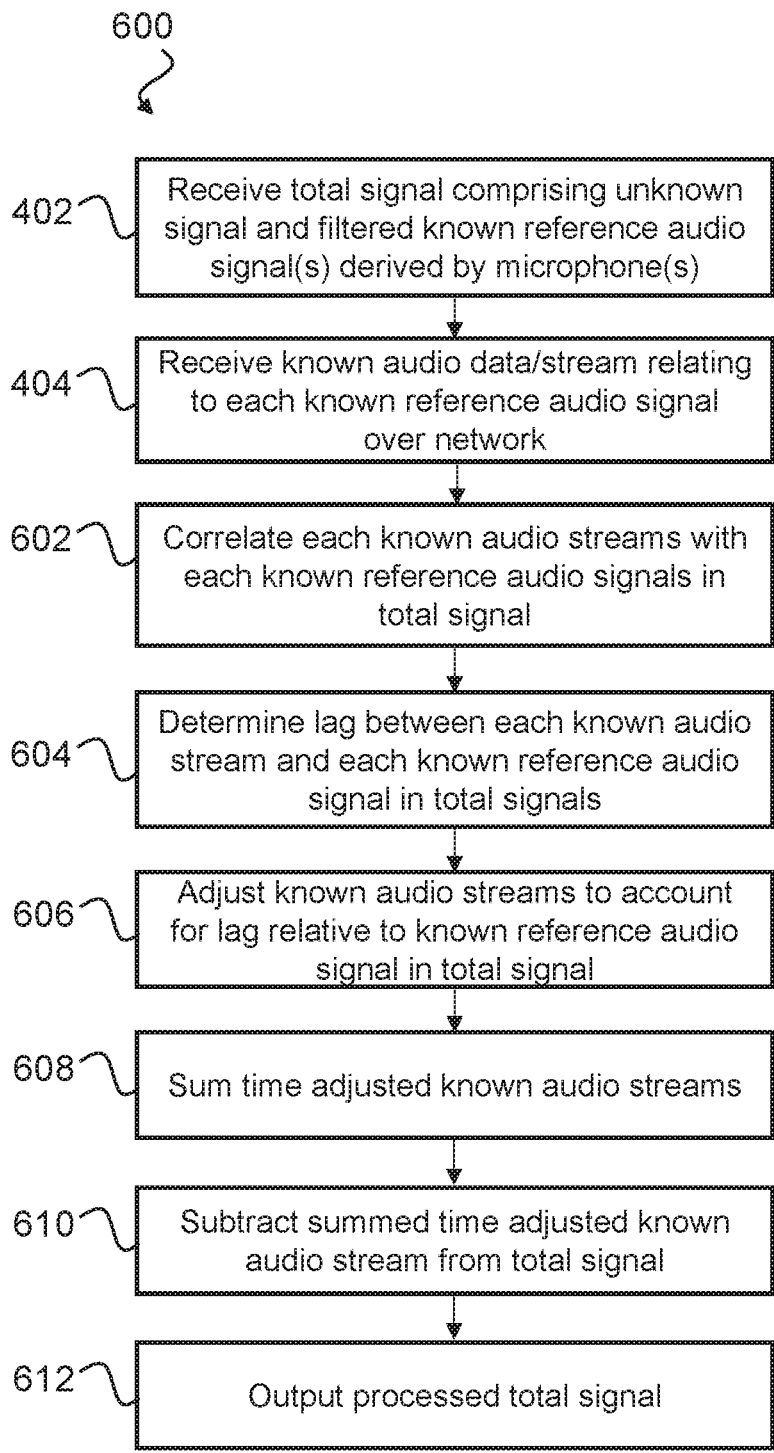 600
402
Receive total signal comprising unknown
signal and filtered known reference audio
signal(s) derived by microphone(s)
404
Receive known audio data/stream relating
to each known reference audio signal
over network
602
Correlate each known audio streams with
each known reference audio signals in
total signal
604
Determine lag between each known audio
stream and each known reference audio
signal in total signals
606
Adjust known audio streams to account
for lag relative to known reference audio
signal in total signal
608
Sum time adjusted known audio streams
610
Subtract summed time adjusted known
audio stream from total signal
612
Output processed total signal